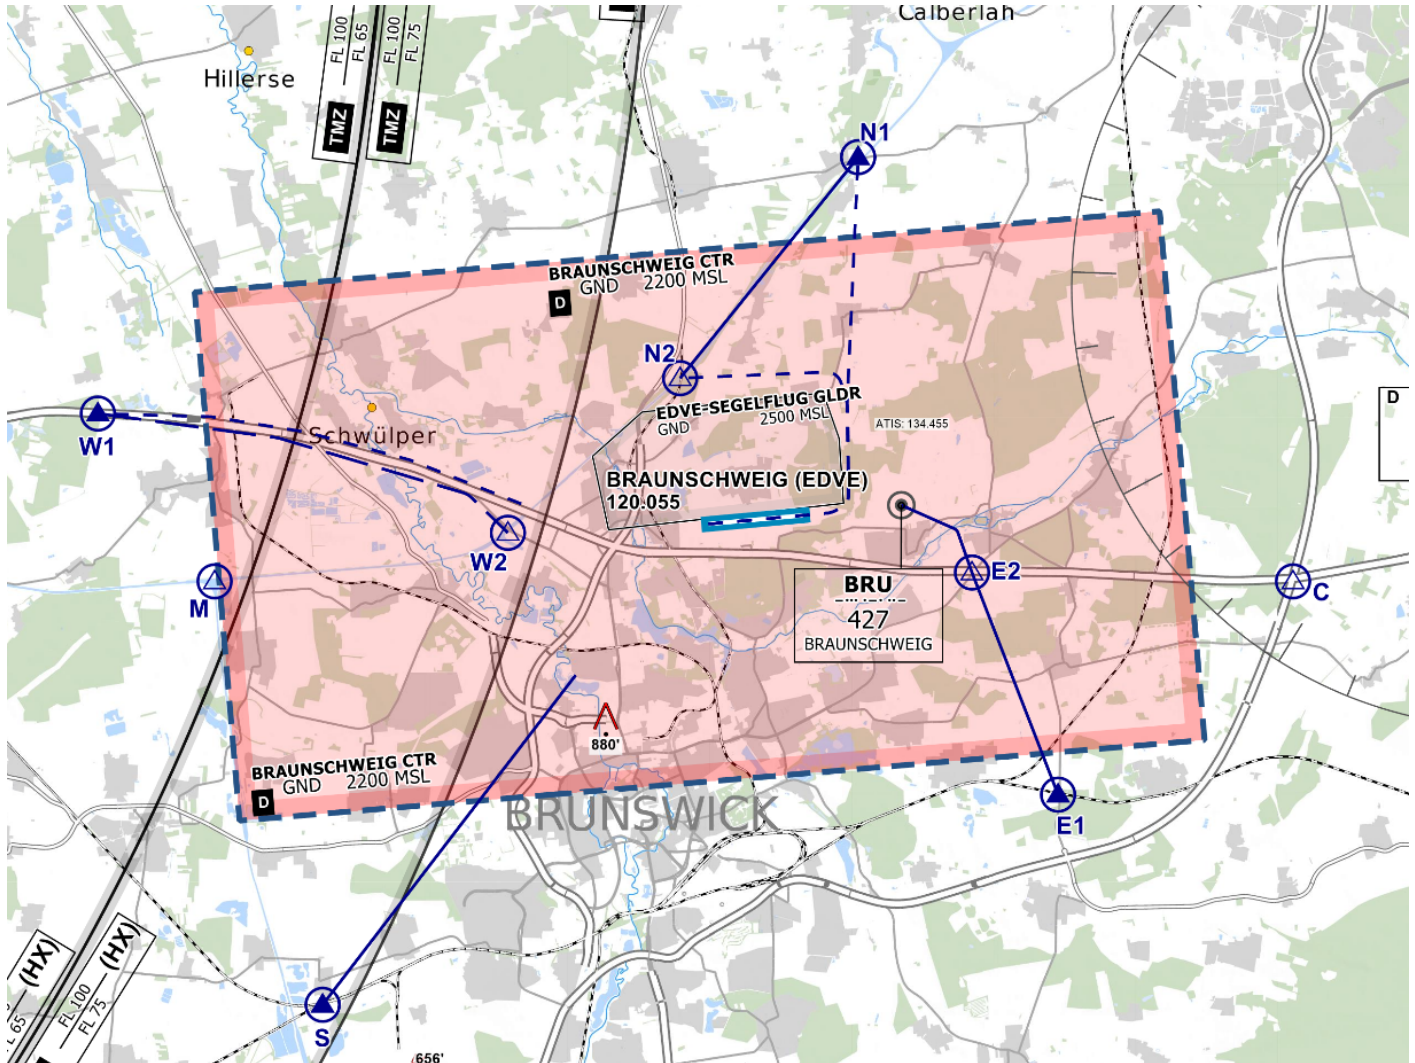 Calberlah
FL 100
FL 65
TMZ
FL 100
FL 75
TMZ
Hillerse
N1
BRAUNSCHWEIG CTR
GND 2200 MSL
D
N2
EDVE-SEGELFLUG GLDR
GND 2500 MSL
ATIS: 134.455
D
W1
Schwülper
BRAUNSCHWEIG (EDVE)
120.055
W2
E2
M
C
BRU
427
BRAUNSCHWEIG
880'
BRAUNSCHWEIG CTR
GND 2200 MSL
D
BRUNSWICK
E1
(HX)
65
(HX)
FL 100
FL 75
S
656'